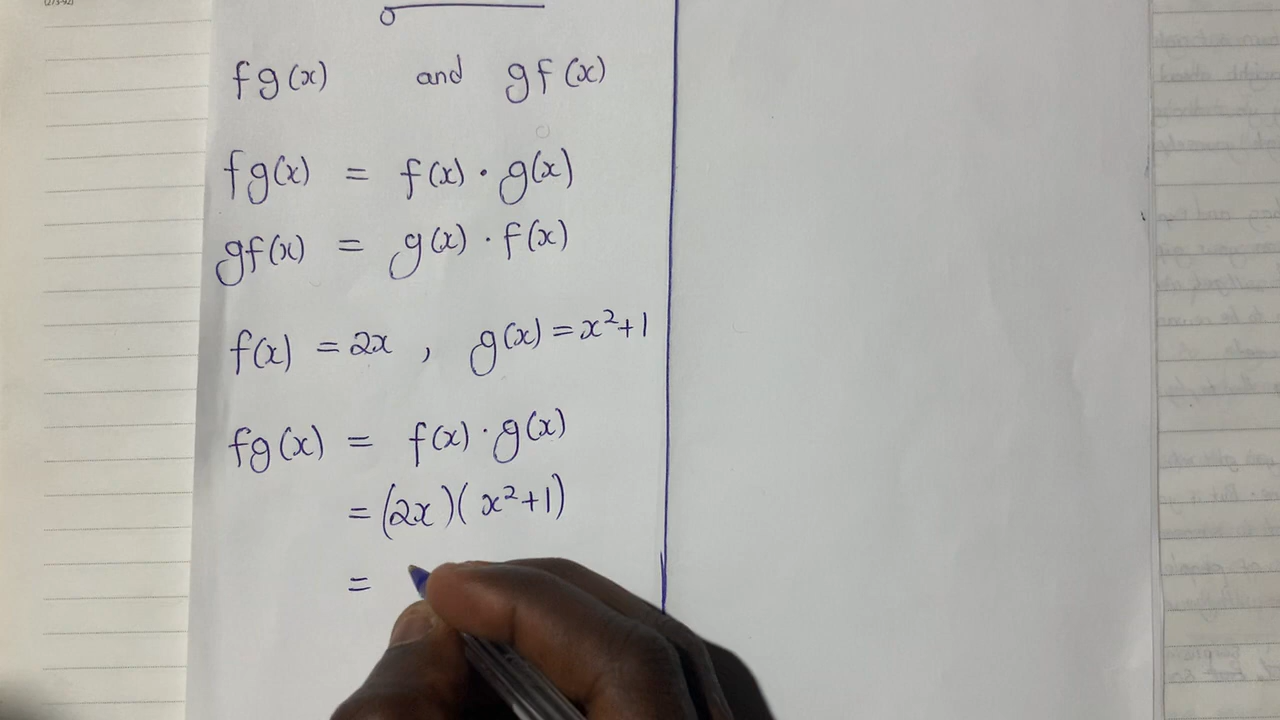 fg(x) and gf(x)
fg(x) = f(x) · g(x)
gf(x) = g(x) · f(x)
f(x) = 2x , g(x) = x²+1
fg(x) = f(x) · g(x)
= (2x)(x²+1)
=